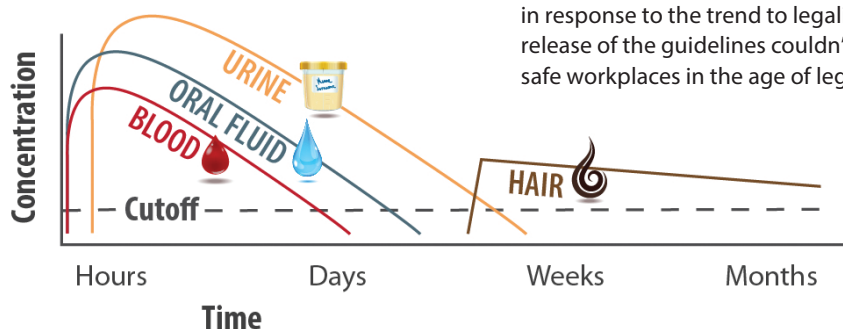 in response to the trend to legal
release of the guidelines couldn'
safe workplaces in the age of leg
Concentration
URINE
ORAL FLUID
BLOOD
HAIR
Cutoff
Hours
Days
Weeks
Months
Time